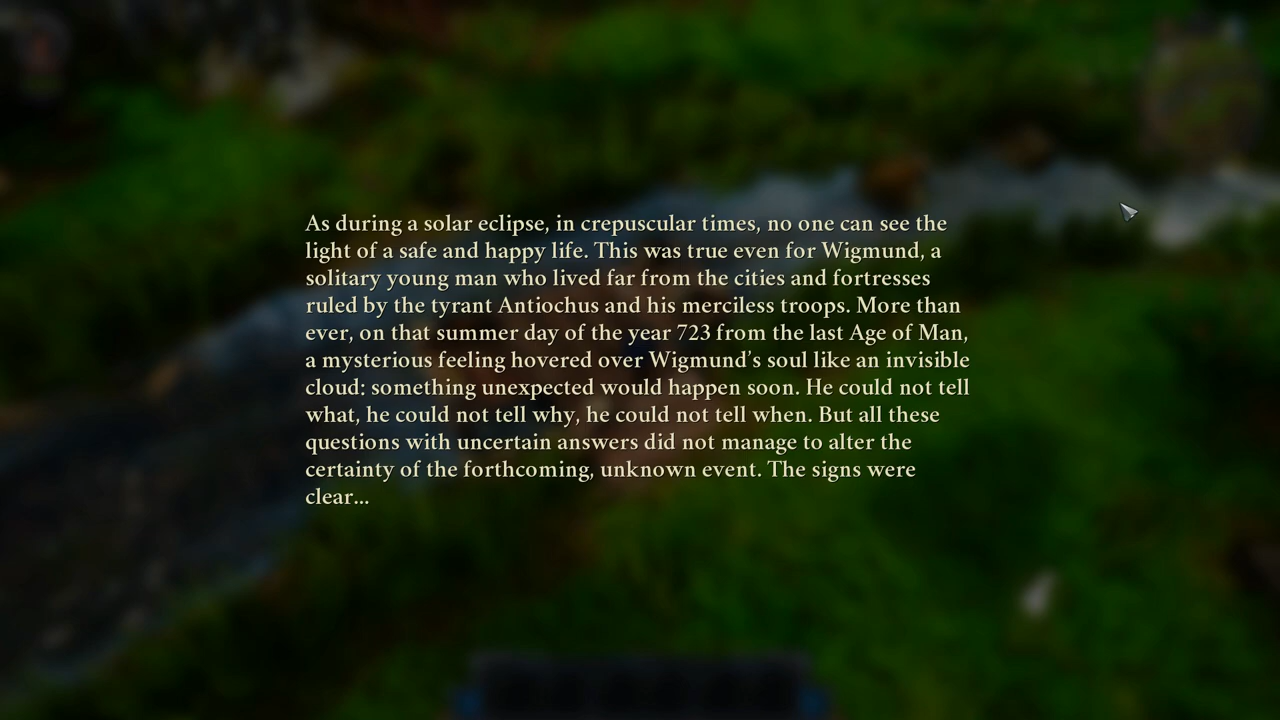 As during a solar eclipse, in crepuscular times, no one can see the
light of a safe and happy life. This was true even for Wigmund, a
solitary young man who lived far from the cities and fortresses
ruled by the tyrant Antiochus and his merciless troops. More than
ever, on that summer day of the year 723 from the last Age of Man,
a mysterious feeling hovered over Wigmund's soul like an invisible
cloud: something unexpected would happen soon. He could not tell
what, he could not tell why, he could not tell when. But all these
questions with uncertain answers did not manage to alter the
certainty of the forthcoming, unknown event. The signs were
clear...